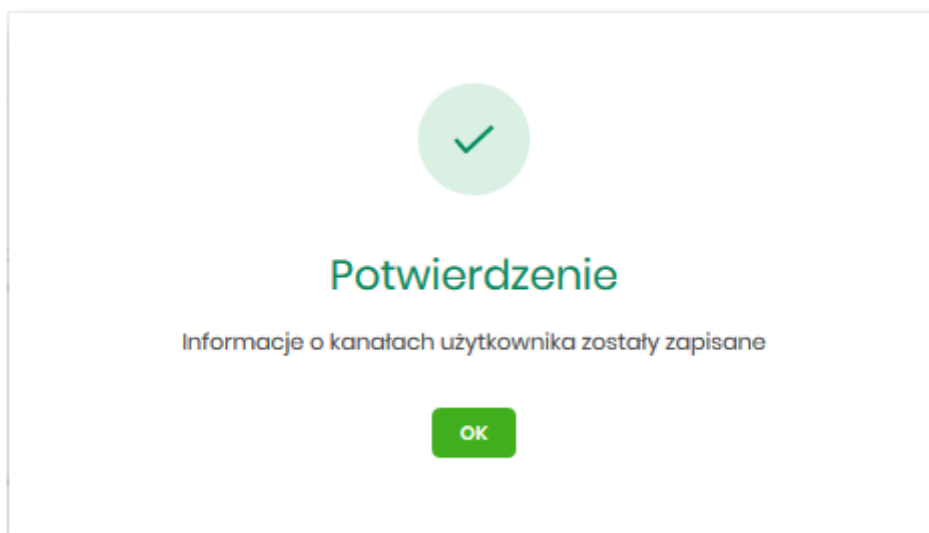 Potwierdzenie
Informacje o kanałach użytkownika zostały zapisane
OK